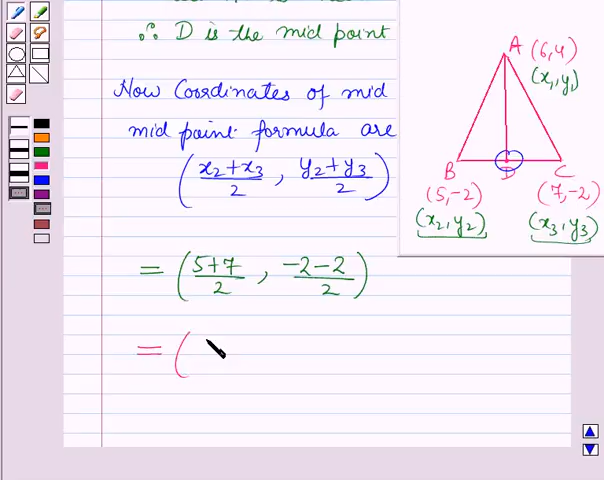 ∴ D is the mid point
Now Coordinates of mid
mid point formula are
( x₂+x₃/2 , y₂+y₃/2 )
= ( 5+7/2 , -2-2/2 )
= (
A (6,4)
(x₁,y₁)
B D C
(5,-2) (7,-2)
(x₂,y₂) (x₃,y₃)